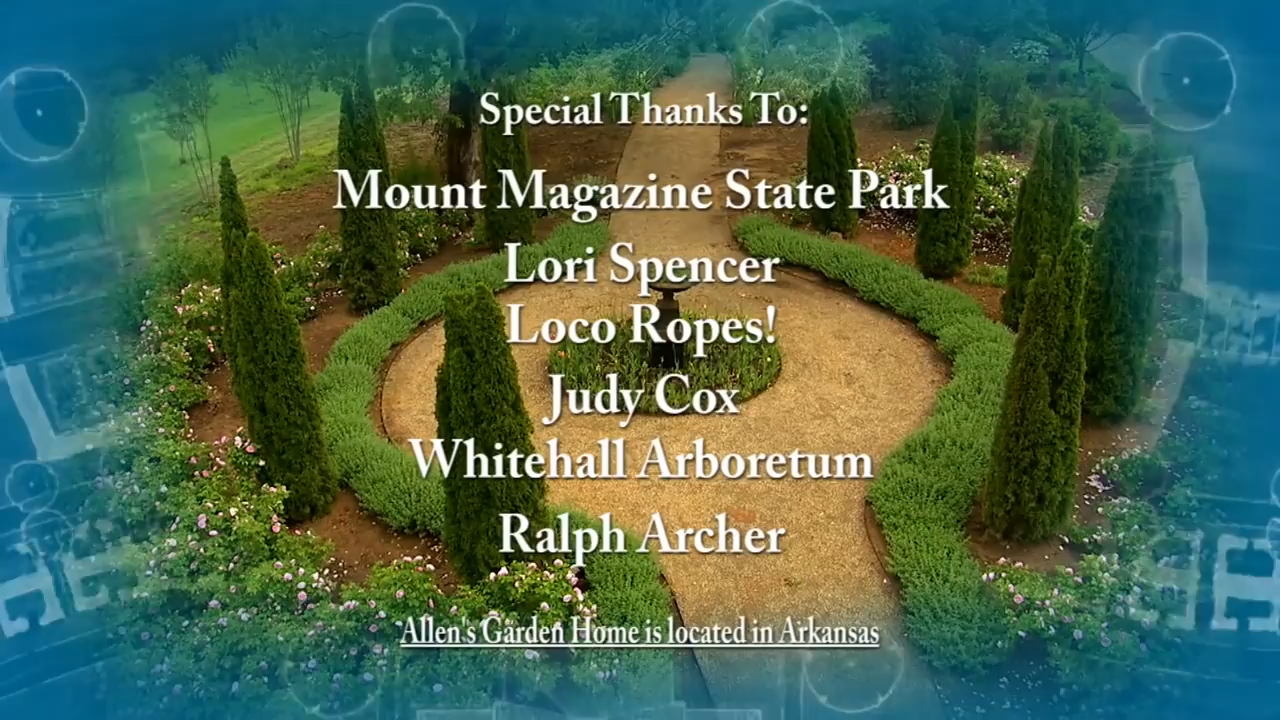 Special Thanks To:
Mount Magazine State Park
Lori Spencer
Loco Ropes!
Judy Cox
Whitehall Arboretum
Ralph Archer
Allen's Garden Home is located in Arkansas